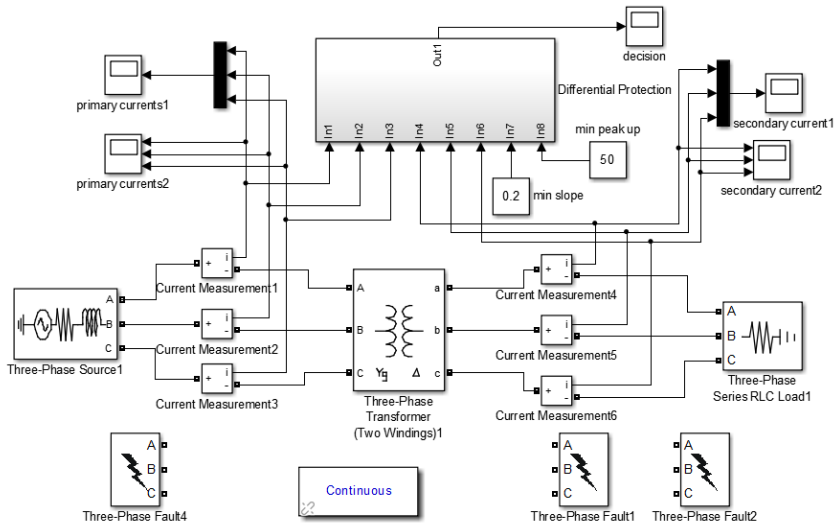 Out1
decision
primary currents1
Differential Protection
secondary current1
In1
In2
In3
In4
In5
In6
In7
In8
min peak up
50
primary currents2
0.2
min slope
secondary current2
i
+
-
Current Measurement1
i
+
-
Current Measurement4
A
B
C
Three-Phase Source1
i
+
-
Current Measurement2
A
B
C
a
b
c
Yg
Δ
Three-Phase
Transformer
(Two Windings)1
i
+
-
Current Measurement5
A
B
C
Three-Phase
Series RLC Load1
i
+
-
Current Measurement3
i
+
-
Current Measurement6
A
B
C
Three-Phase Fault4
Continuous
A
B
C
Three-Phase Fault1
A
B
C
Three-Phase Fault2